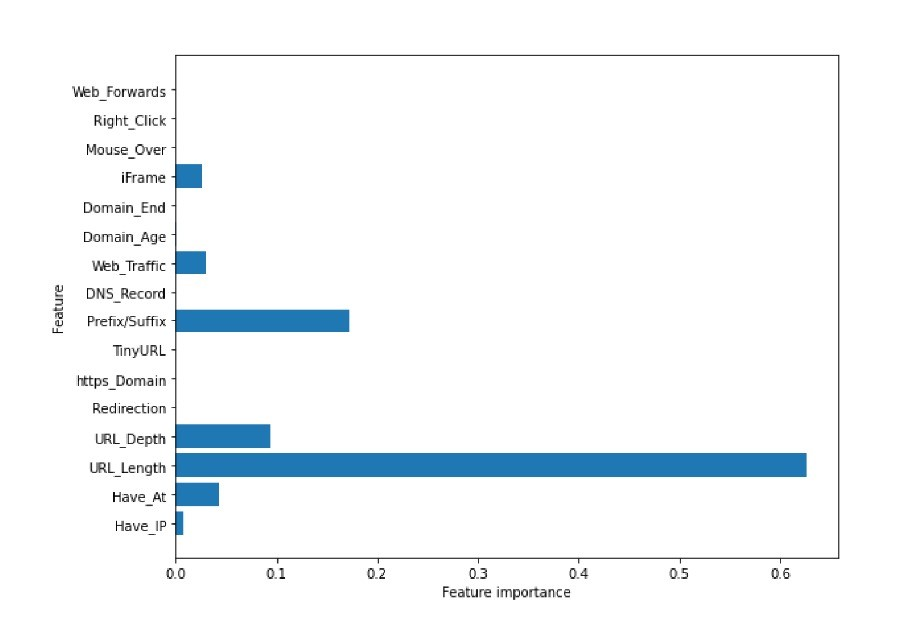 Web_Forwards
Right_Click
Mouse_Over
iFrame
Domain_End
Domain_Age
Web_Traffic
DNS_Record
Prefix/Suffix
TinyURL
https_Domain
Redirection
URL_Depth
URL_Length
Have_At
Have_IP
Feature
0.0 0.1 0.2 0.3 0.4 0.5 0.6
Feature importance